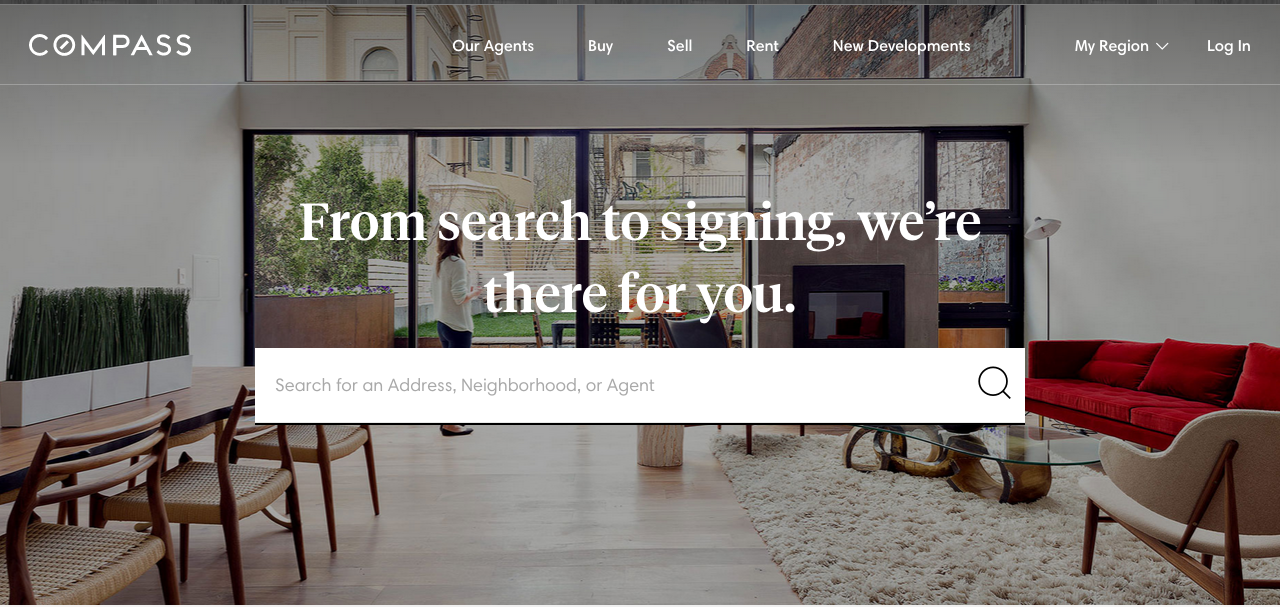 COMPASS
Our Agents
Buy
Sell
Rent
New Developments
My Region
Log In
From search to signing, we’re
there for you.
Search for an Address, Neighborhood, or Agent